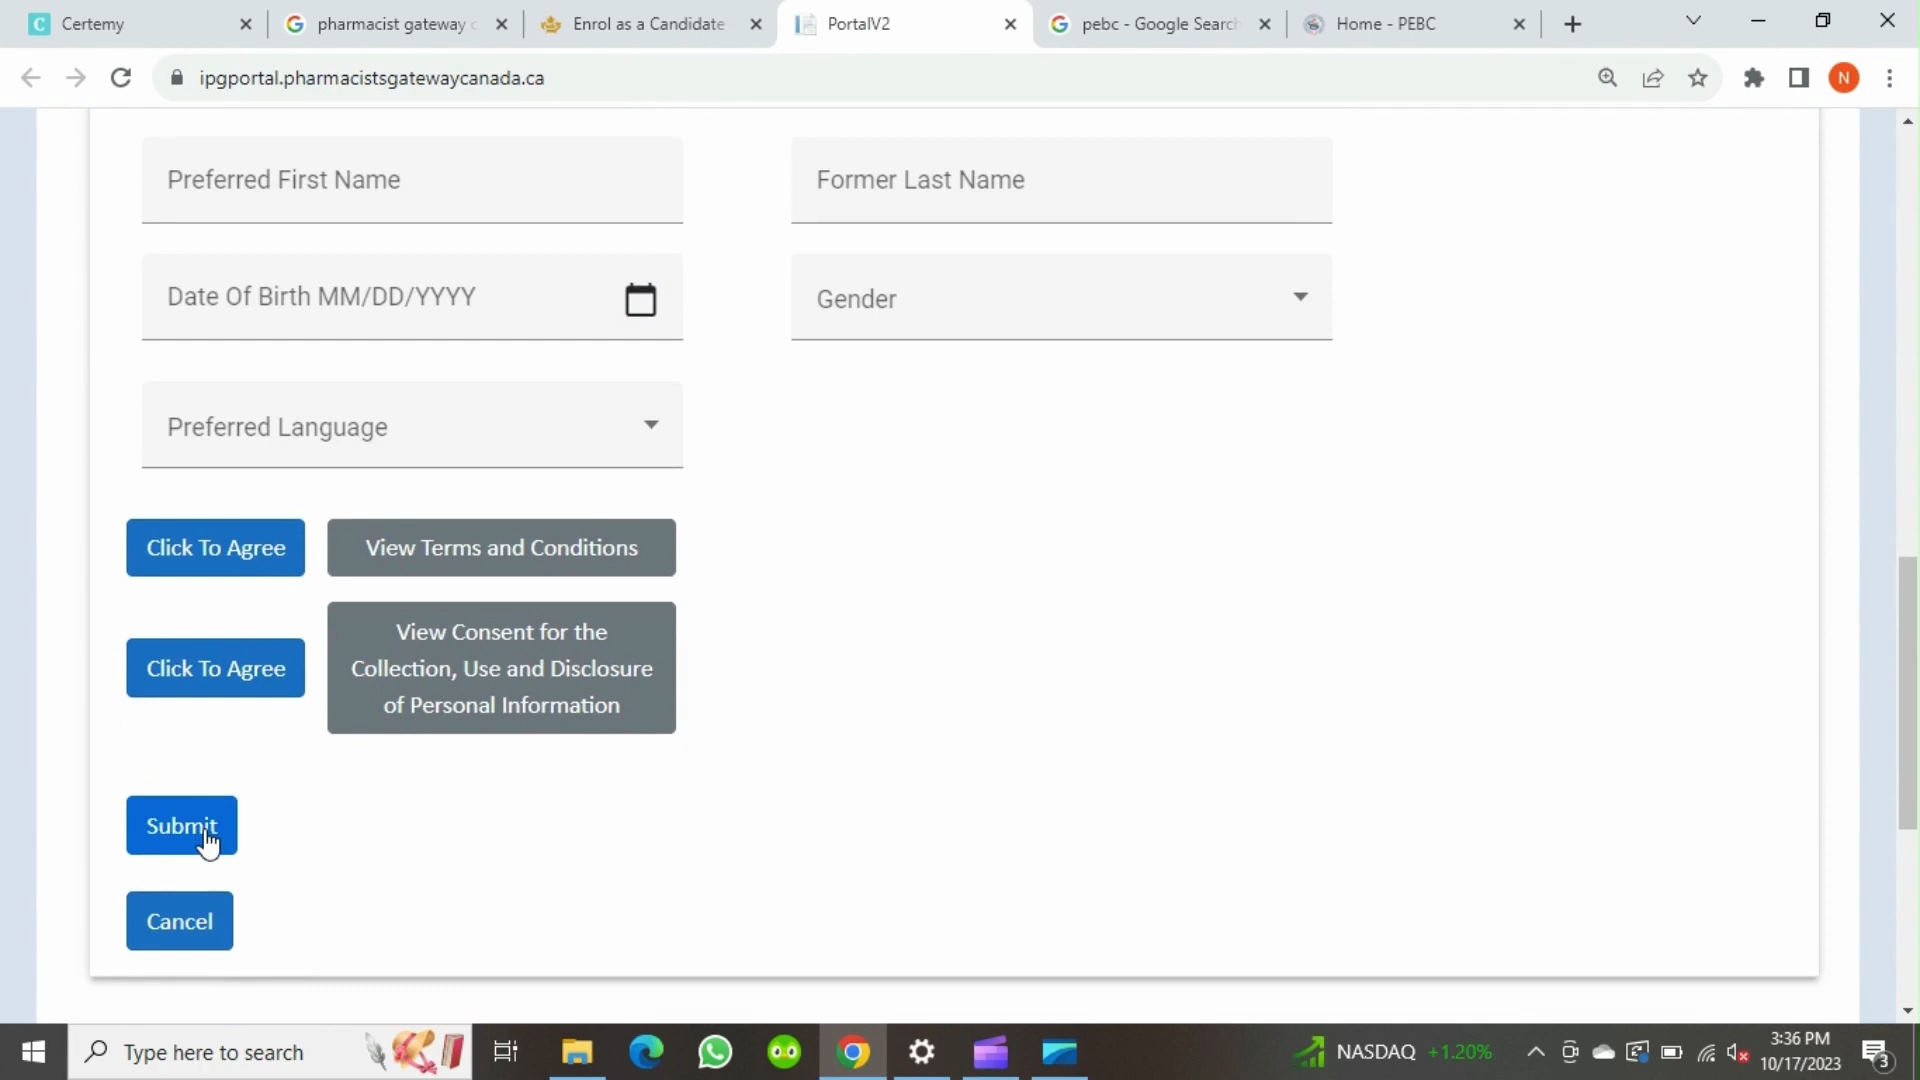 Certemy
pharmacist gateway c
Enrol as a Candidate
PortalV2
pebc - Google Search
Home - PEBC
ipgportal.pharmacistsgatewaycanada.ca
N
Preferred First Name
Former Last Name
Date Of Birth MM/DD/YYYY
Gender
Preferred Language
Click To Agree
View Terms and Conditions
Click To Agree
View Consent for the
Collection, Use and Disclosure
of Personal Information
Submit
Cancel
Type here to search
NASDAQ +1.20%
3:36 PM
10/17/2023
3